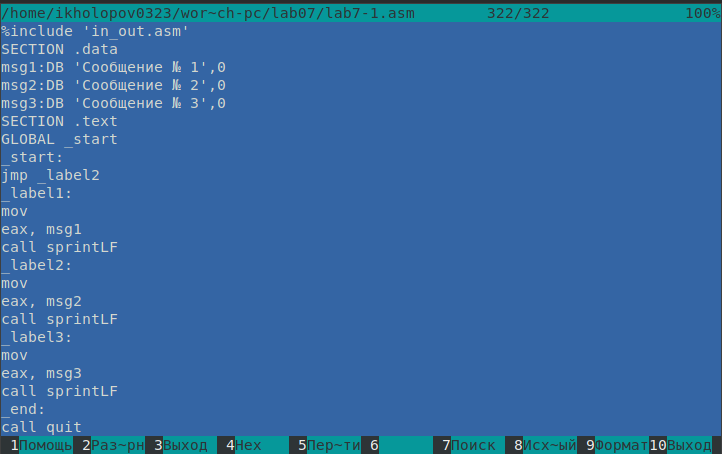 /home/ikholopov0323/wor~ch-pc/lab07/lab7-1.asm 322/322 100%
%include 'in_out.asm'
SECTION .data
msg1:DB 'Сообщение № 1',0
msg2:DB 'Сообщение № 2',0
msg3:DB 'Сообщение № 3',0
SECTION .text
GLOBAL _start
_start:
jmp _label2
_label1:
mov
eax, msg1
call sprintLF
_label2:
mov
eax, msg2
call sprintLF
_label3:
mov
eax, msg3
call sprintLF
_end:
call quit
1Помощь 2Раз~рн 3Выход 4Hex 5Пер~ти 6 7Поиск 8Исх~ый 9Формат 10Выход